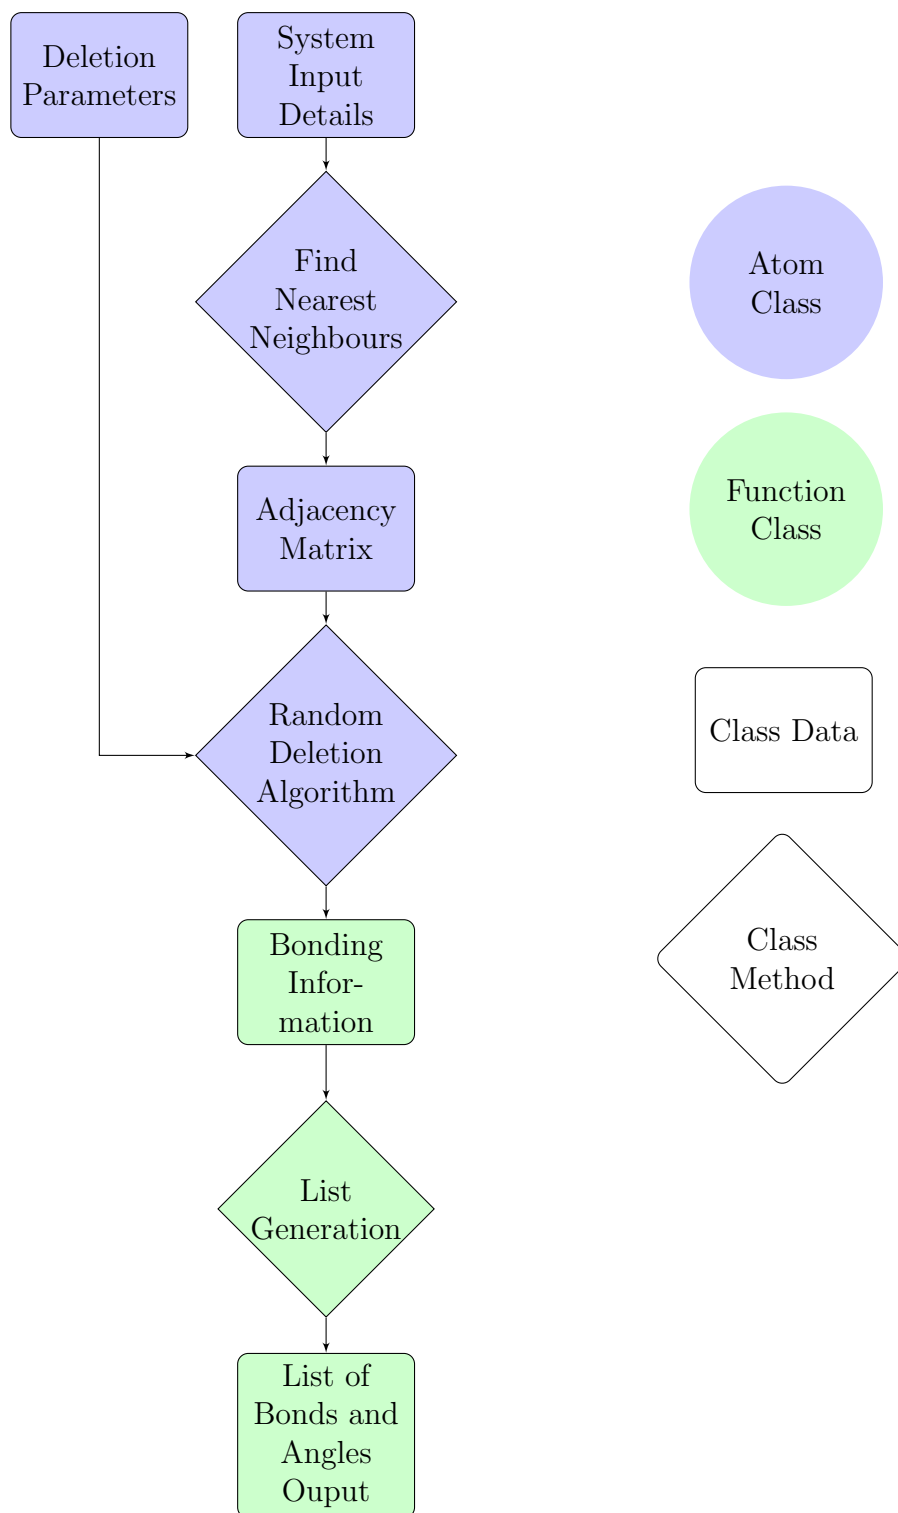 Deletion
Parameters
System
Input
Details
Find
Nearest
Neighbours
Adjacency
Matrix
Random
Deletion
Algorithm
Bonding
Infor-
mation
List
Generation
List of
Bonds and
Angles
Ouput
Atom
Class
Function
Class
Class Data
Class
Method